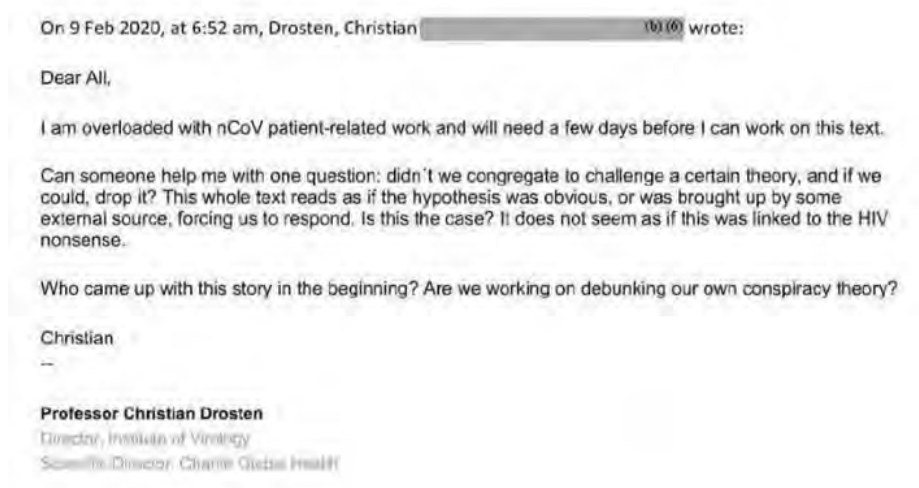 On 9 Feb 2020, at 6:52 am, Drosten, Christian (b) (6) wrote:
Dear All,
I am overloaded with nCoV patient-related work and will need a few days before I can work on this text.
Can someone help me with one question: didn´t we congregate to challenge a certain theory, and if we
could, drop it? This whole text reads as if the hypothesis was obvious, or was brought up by some
external source, forcing us to respond. Is this the case? It does not seem as if this was linked to the HIV
nonsense.
Who came up with this story in the beginning? Are we working on debunking our own conspiracy theory?
Christian
--
Professor Christian Drosten
Director, Institute of Virology
Scientific Director, Charité Global Health